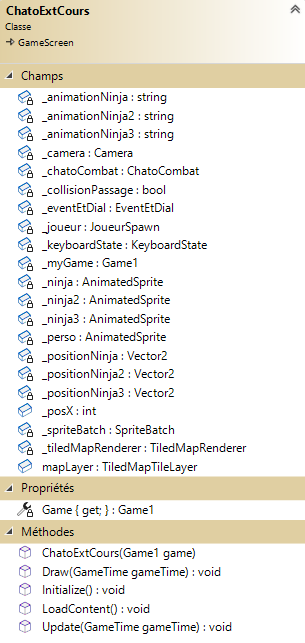 ChatoExtCours
Classe
GameScreen
Champs
_animationNinja : string
_animationNinja2 : string
_animationNinja3 : string
_camera : Camera
_chatoCombat : ChatoCombat
_collisionPassage : bool
_eventEtDial : EventEtDial
_joueur : JoueurSpawn
_keyboardState : KeyboardState
_myGame : Game1
_ninja : AnimatedSprite
_ninja2 : AnimatedSprite
_ninja3 : AnimatedSprite
_perso : AnimatedSprite
_positionNinja : Vector2
_positionNinja2 : Vector2
_positionNinja3 : Vector2
_posX : int
_spriteBatch : SpriteBatch
_tiledMapRenderer : TiledMapRenderer
mapLayer : TiledMapTileLayer
Propriétés
Game { get; } : Game1
Méthodes
ChatoExtCours(Game1 game)
Draw(GameTime gameTime) : void
Initialize() : void
LoadContent() : void
Update(GameTime gameTime) : void